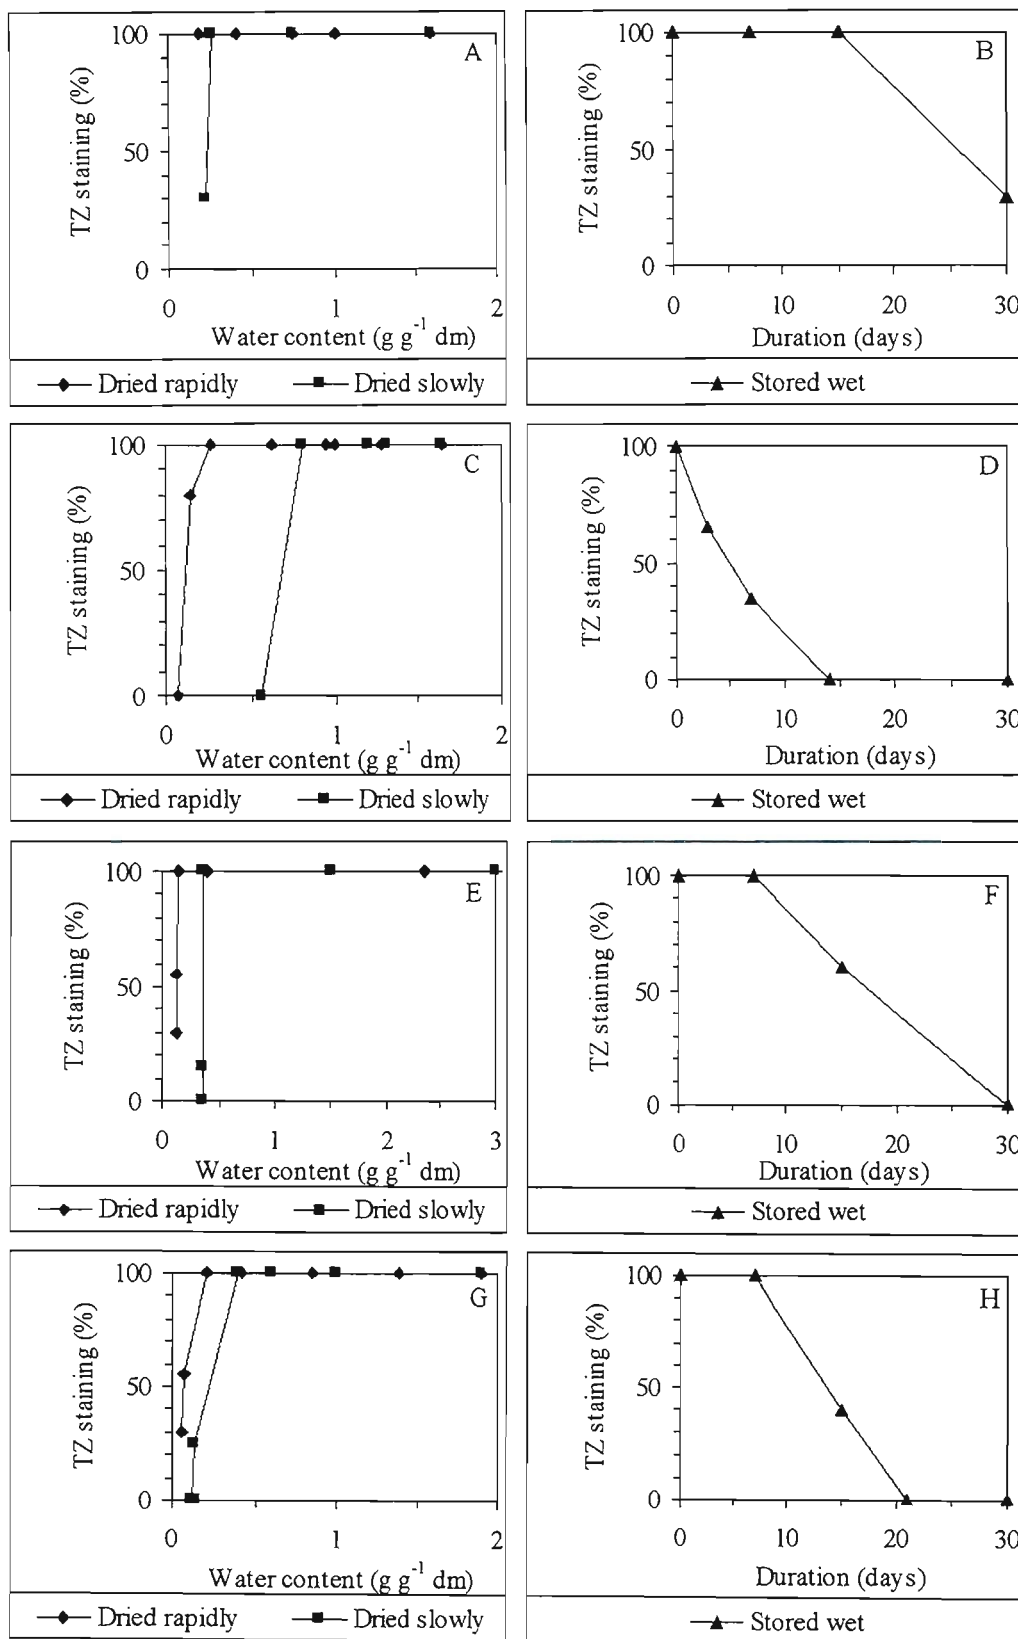 A
TZ staining (%)
100
50
0
0 1 2
Water content (g g⁻¹ dm)
Dried rapidly Dried slowly
B
TZ staining (%)
100
50
0
0 10 20 30
Duration (days)
Stored wet
C
TZ staining (%)
100
50
0
0 1 2
Water content (g g⁻¹ dm)
Dried rapidly Dried slowly
D
TZ staining (%)
100
50
0
0 10 20 30
Duration (days)
Stored wet
E
TZ staining (%)
100
50
0
0 1 2 3
Water content (g g⁻¹ dm)
Dried rapidly Dried slowly
F
TZ staining (%)
100
50
0
0 10 20 30
Duration (days)
Stored wet
G
TZ staining (%)
100
50
0
0 1 2
Water content (g g⁻¹ dm)
Dried rapidly Dried slowly
H
TZ staining (%)
100
50
0
0 10 20 30
Duration (days)
Stored wet